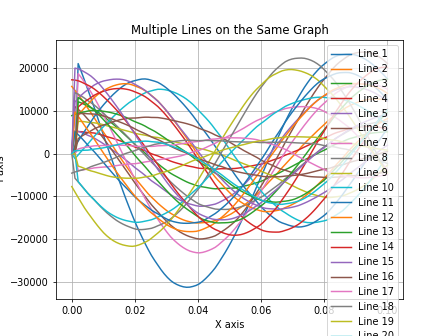 Multiple Lines on the Same Graph
20000
10000
0
-10000
-20000
-30000
0.00
0.02
0.04
0.06
X axis
Line 1
Line 2
Line 3
Line 4
Line 5
Line 6
Line 7
Line 8
Line 9
Line 10
Line 11
Line 12
Line 13
Line 14
Line 15
Line 16
Line 17
Line 18
Line 19
Line 20